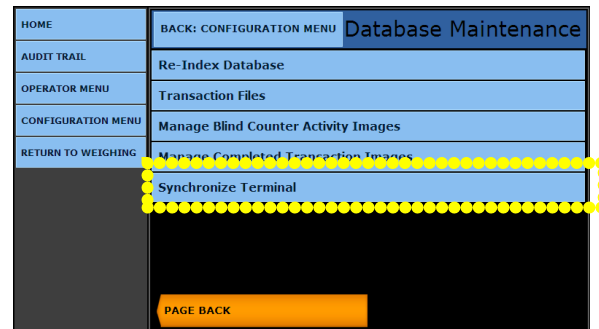 HOME
AUDIT TRAIL
OPERATOR MENU
CONFIGURATION MENU
RETURN TO WEIGHING
BACK: CONFIGURATION MENU
Database Maintenance
Re-Index Database
Transaction Files
Manage Blind Counter Activity Images
Manage Completed Transaction Images
Synchronize Terminal
PAGE BACK